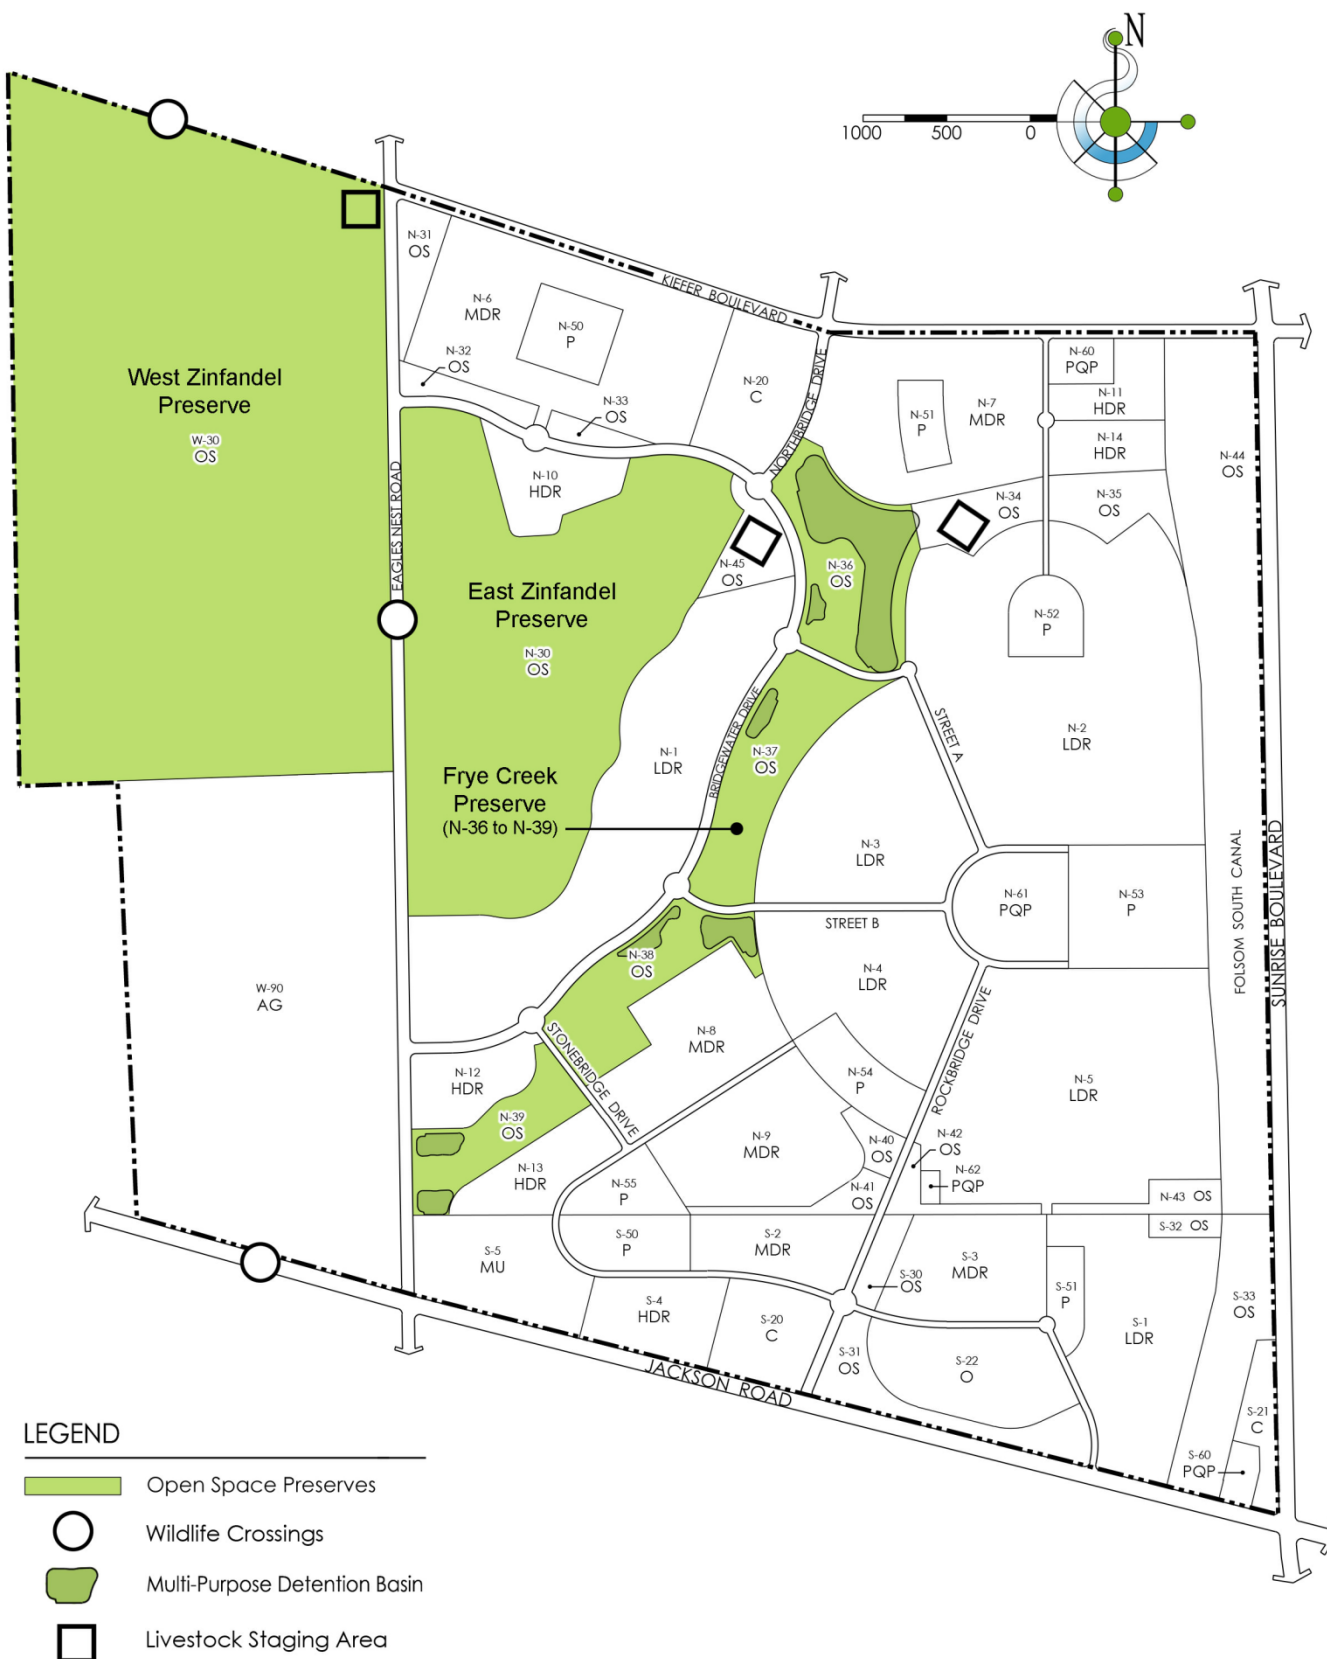 N
1000 500 0
N-31
OS
KIEFER BOULEVARD
N-6
MDR
N-50
P
N-32
OS
N-33
OS
N-20
C
NORTHBRIDGE DRIVE
N-60
PQP
N-11
HDR
N-14
HDR
N-7
MDR
N-51
P
N-44
OS
West Zinfandel
Preserve
W-30
OS
EAGLES NEST ROAD
N-10
HDR
N-34
OS
N-35
OS
N-45
OS
N-36
OS
East Zinfandel
Preserve
N-30
OS
N-52
P
N-2
LDR
STREET A
BRIDGEWATER DRIVE
N-1
LDR
N-37
OS
Frye Creek
Preserve
(N-36 to N-39)
N-3
LDR
N-61
PQP
N-53
P
STREET B
FOLSOM SOUTH CANAL
SUNRISE BOULEVARD
N-38
OS
N-4
LDR
W-90
AG
N-8
MDR
STONEBRIDGE DRIVE
ROCKBRIDGE DRIVE
N-54
P
N-5
LDR
N-12
HDR
N-39
OS
N-9
MDR
N-40
OS
N-42
OS
N-62
PQP
N-13
HDR
N-55
P
N-41
OS
N-43 OS
S-32 OS
S-5
MU
S-50
P
S-2
MDR
S-3
MDR
S-30
OS
S-51
P
S-33
OS
S-4
HDR
S-20
C
S-1
LDR
S-31
OS
S-22
O
JACKSON ROAD
S-21
C
S-60
PQP
LEGEND
Open Space Preserves
Wildlife Crossings
Multi-Purpose Detention Basin
Livestock Staging Area